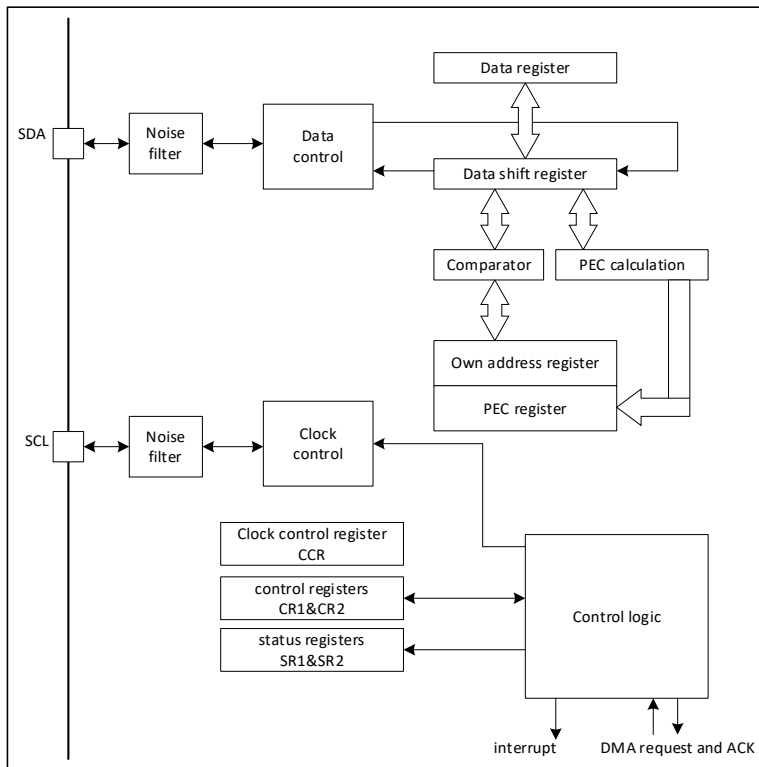 Data register
SDA
Noise
filter
Data
control
Data shift register
Comparator
PEC calculation
Own address register
PEC register
SCL
Noise
filter
Clock
control
Clock control register
CCR
control registers
CR1&CR2
status registers
SR1&SR2
Control logic
interrupt
DMA request and ACK